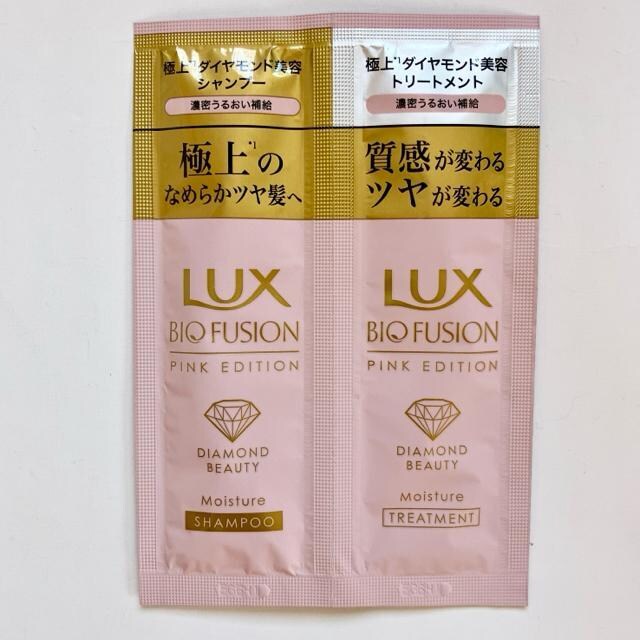 極上*1ダイヤモンド美容
シャンプー
濃密うるおい補給
極上*1の
なめらかツヤ髪へ
LUX
BIO FUSION
PINK EDITION
DIAMOND
BEAUTY
Moisture
SHAMPOO
極上*1ダイヤモンド美容
トリートメント
濃密うるおい補給
質感が変わる
ツヤが変わる
LUX
BIO FUSION
PINK EDITION
DIAMOND
BEAUTY
Moisture
TREATMENT